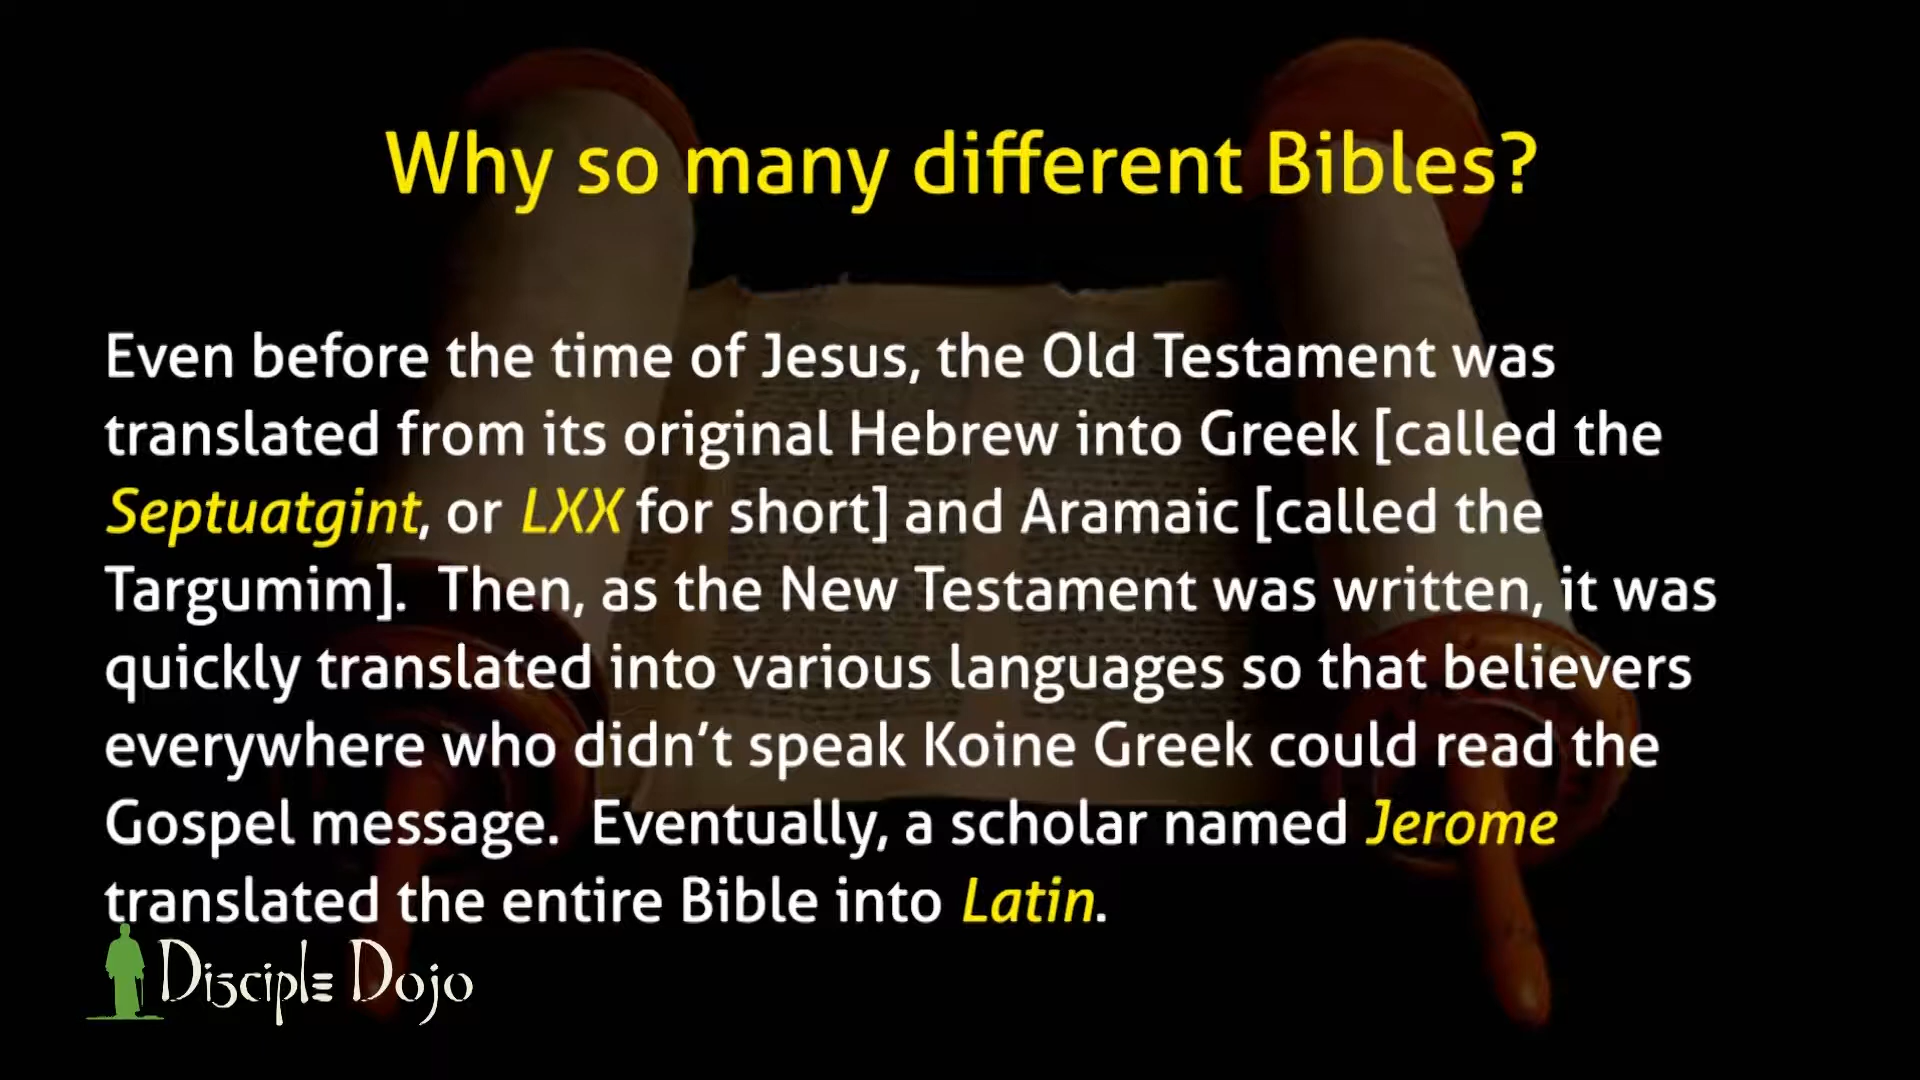 Why so many different Bibles?
Even before the time of Jesus, the Old Testament was
translated from its original Hebrew into Greek [called the
Septuatgint, or LXX for short] and Aramaic [called the
Targumim].  Then, as the New Testament was written, it was
quickly translated into various languages so that believers
everywhere who didn’t speak Koine Greek could read the
Gospel message.  Eventually, a scholar named Jerome
translated the entire Bible into Latin.
Disciple Dojo